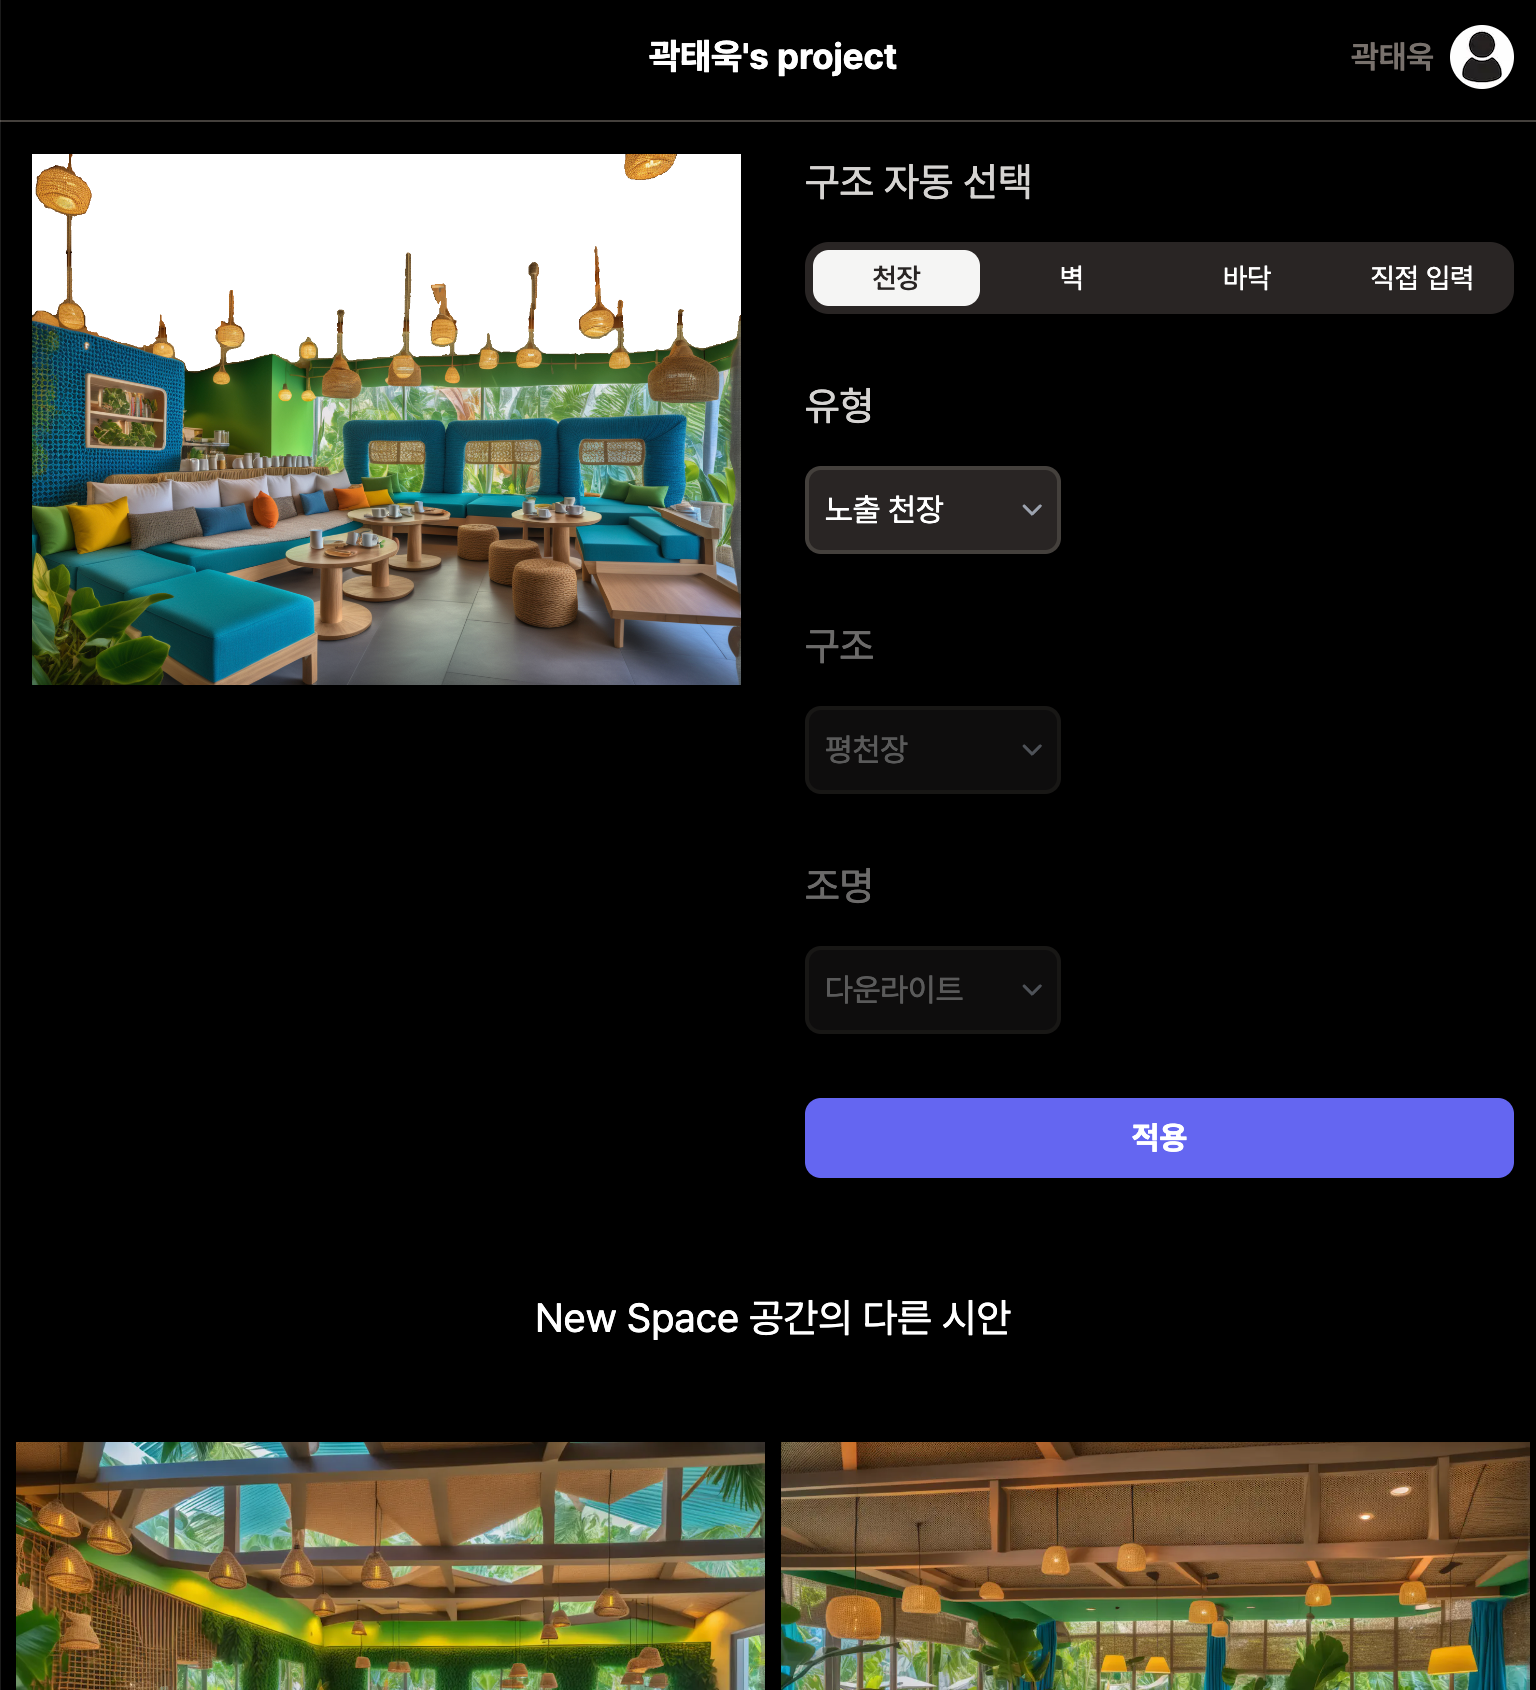 곽태욱's project
곽태욱
구조 자동 선택
천장 벽 바닥 직접 입력
유형
노출 천장
구조
평천장
조명
다운라이트
적용
New Space 공간의 다른 시안